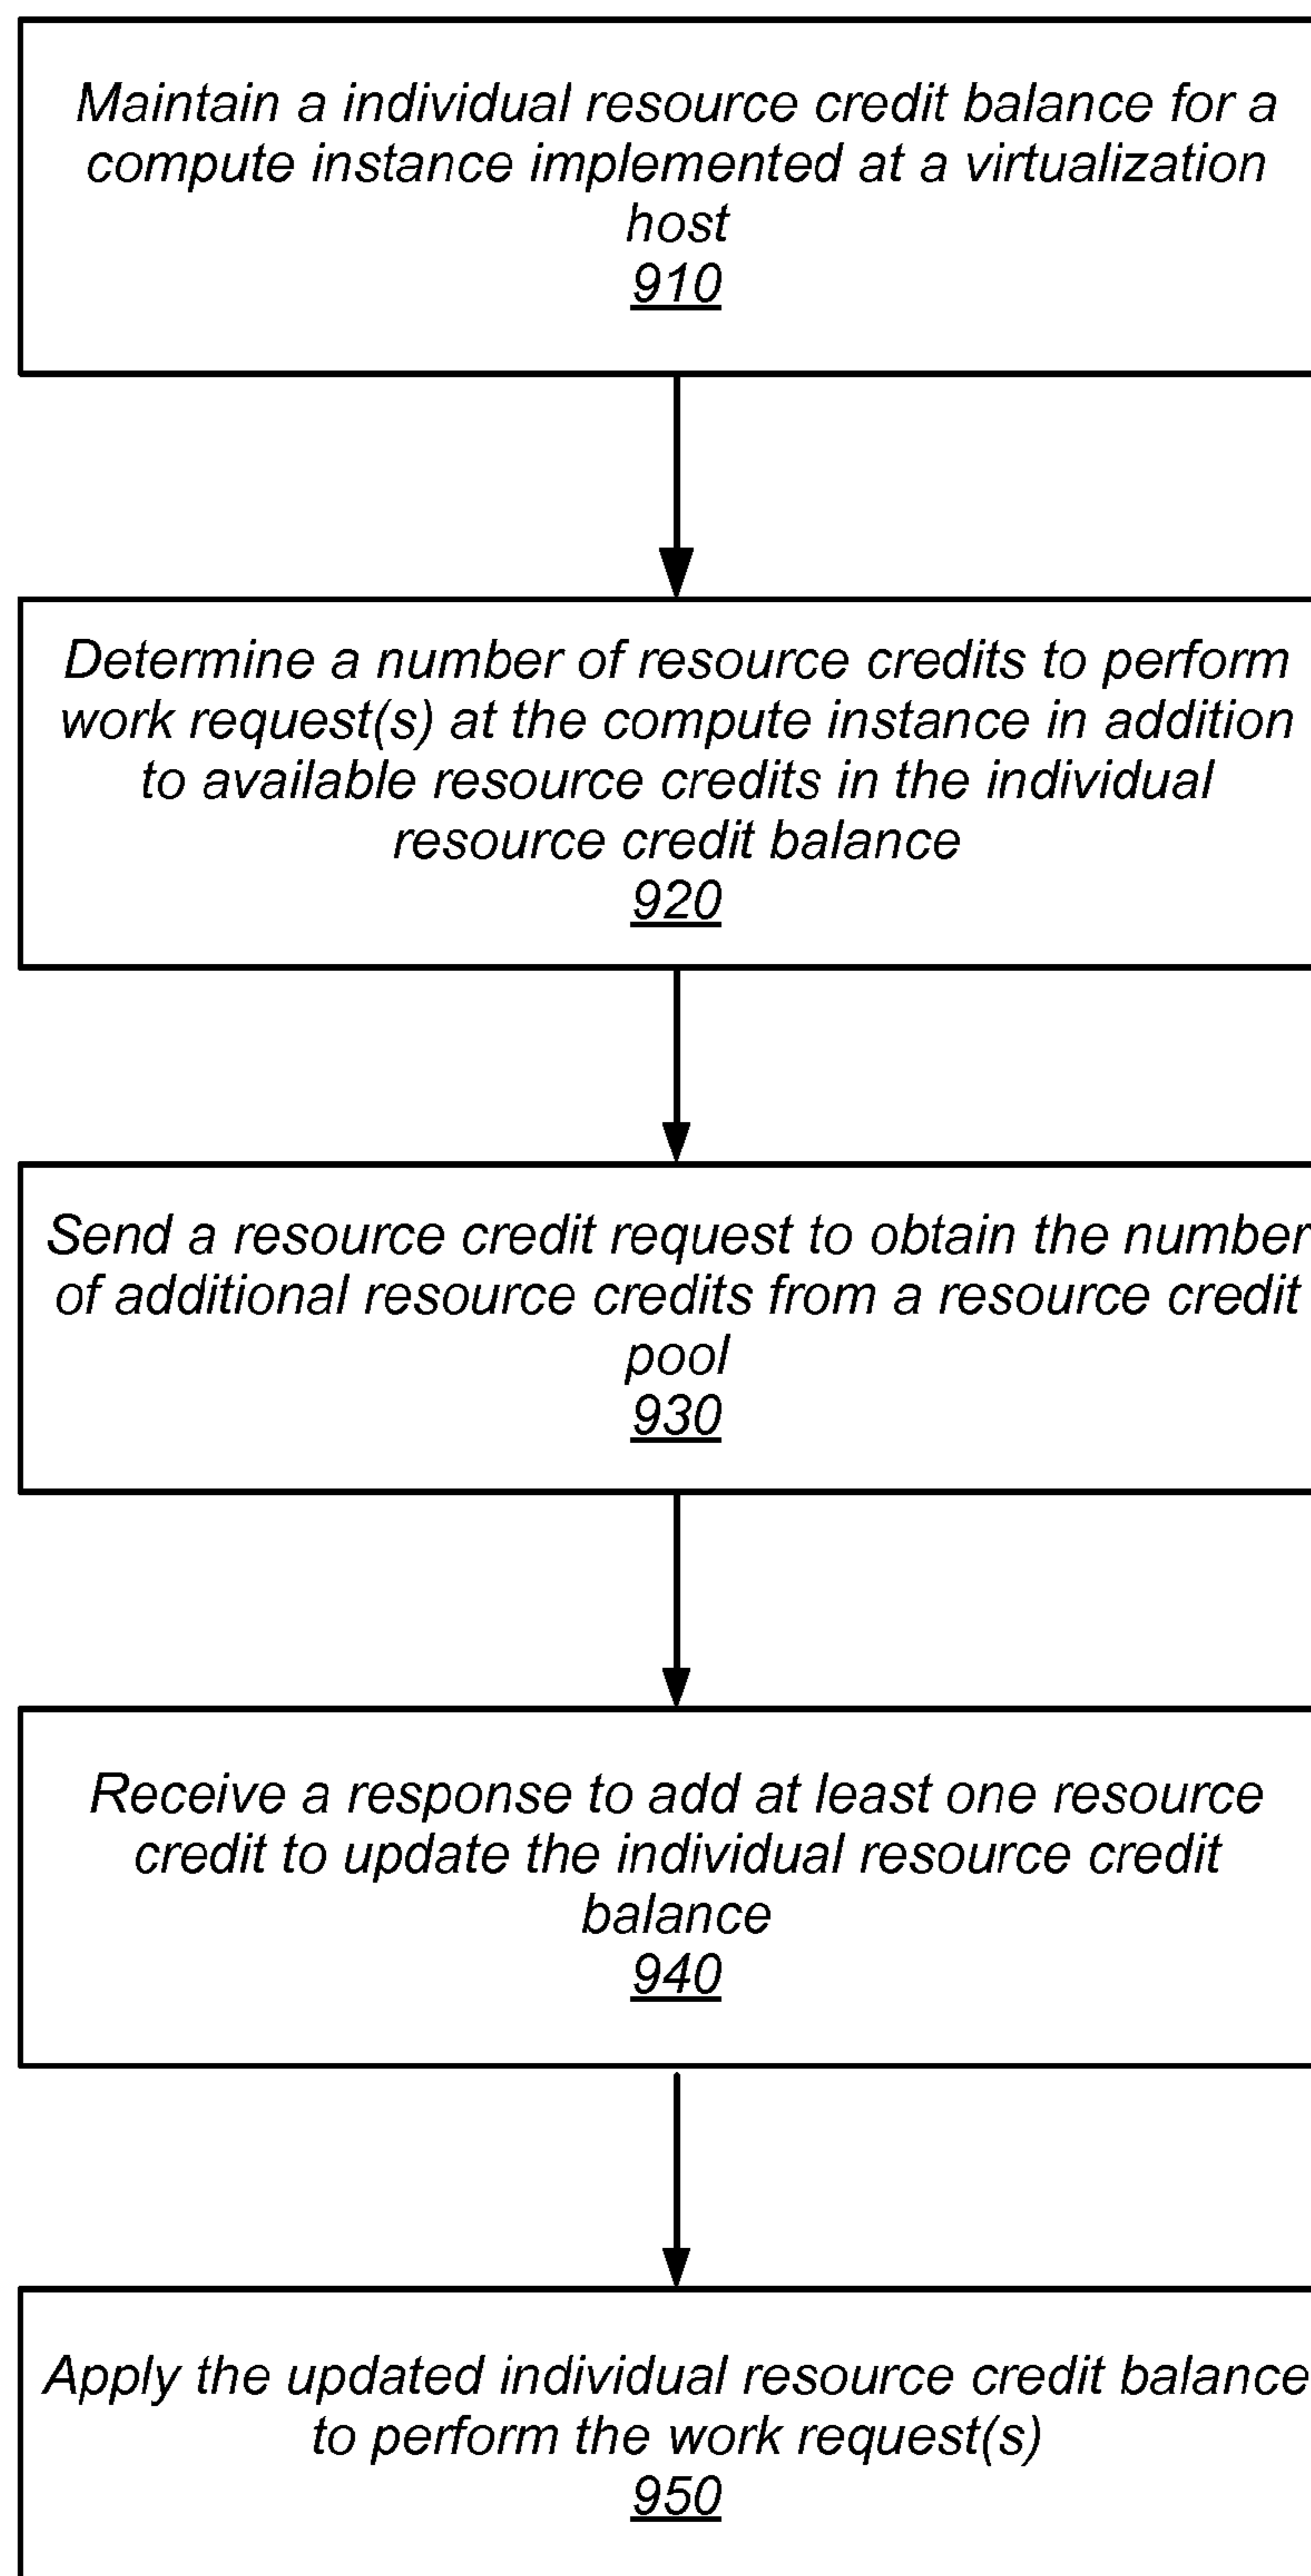 Maintain a individual resource credit balance for a
compute instance implemented at a virtualization
host
910
Determine a number of resource credits to perform
work request(s) at the compute instance in addition
to available resource credits in the individual
resource credit balance
920
Send a resource credit request to obtain the number
of additional resource credits from a resource credit
pool
930
Receive a response to add at least one resource
credit to update the individual resource credit
balance
940
Apply the updated individual resource credit balance
to perform the work request(s)
950